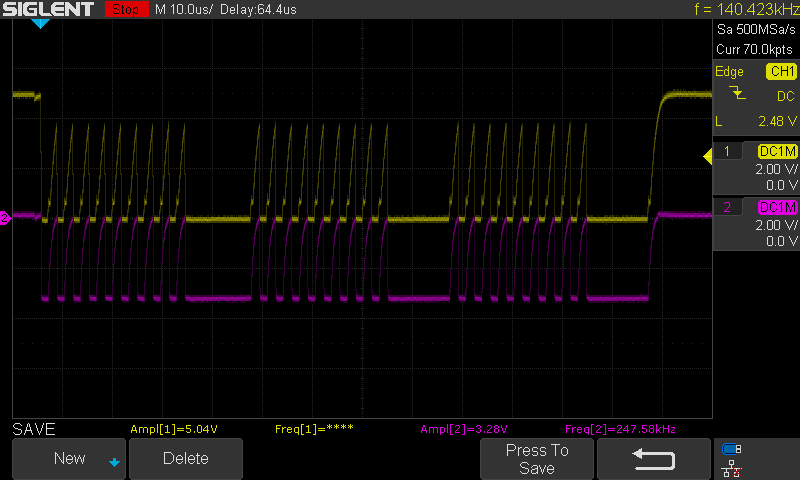 SIGLENT Stop M 10.0us/ Delay:64.4us f = 140.423kHz
Sa 500MSa/s
Curr 70.0kpts
Edge CH1
DC
L 2.48 V
1 DC1M
2.00 V/
0.0 V
2 DC1M
2.00 V/
0.0 V
2
SAVE Ampl[1]=5.04V Freq[1]=**** Ampl[2]=3.28V Freq[2]=247.58kHz
New Delete Press To
Save